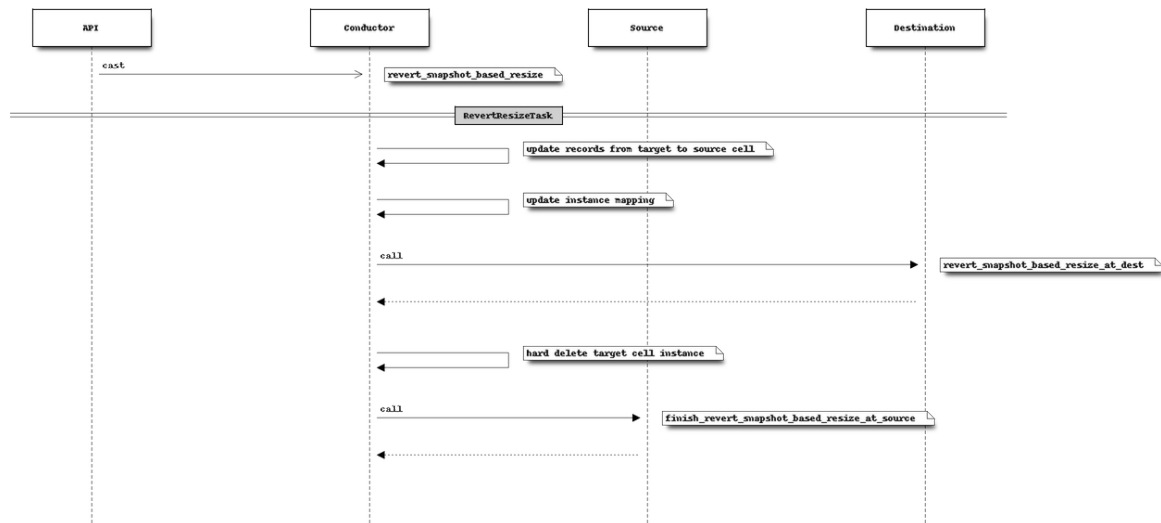 API
Conductor
Source
Destination
cast
revert_snapshot_based_resize
RevertResizeTask
update records from target to source cell
update instance mapping
call
revert_snapshot_based_resize_at_dest
hard delete target cell instance
call
finish_revert_snapshot_based_resize_at_source